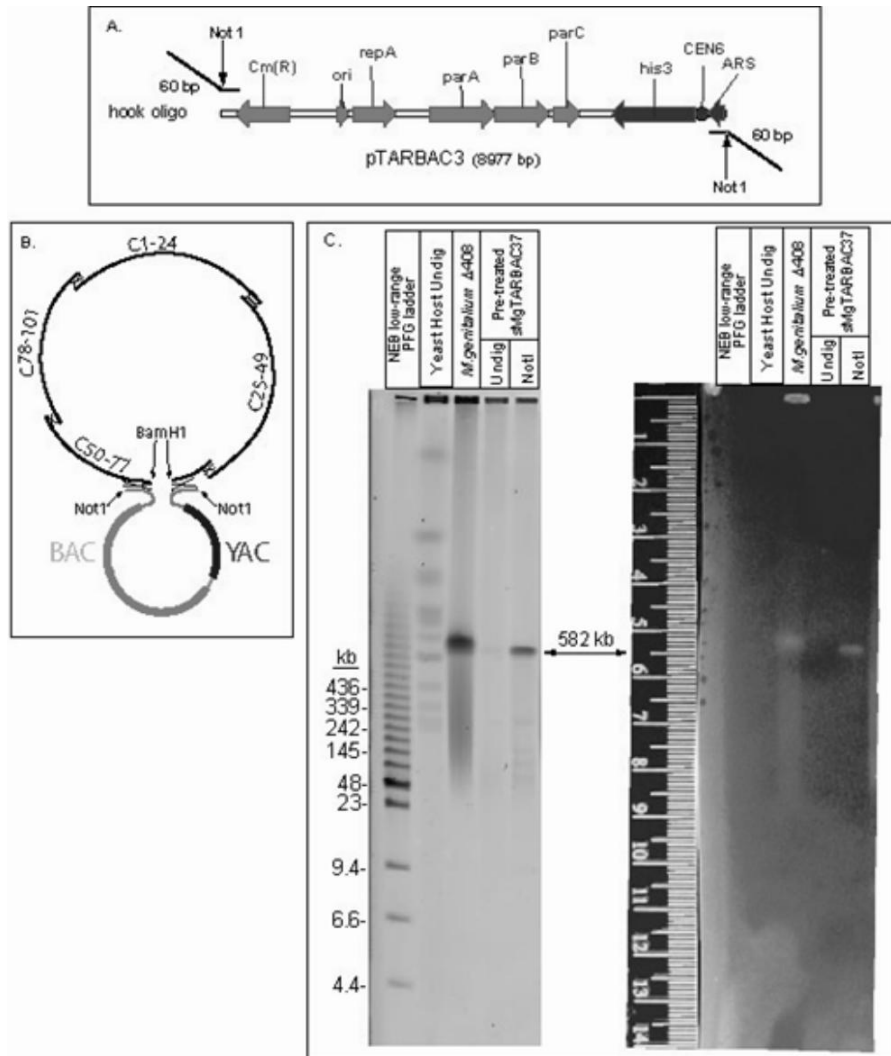 A.
Not 1
Cm(R)
ori
repA
parA
parB
parC
his3
CEN6
ARS
60 bp
hook oligo
60 bp
pTARBAC3 (8977 bp)
Not1
B.
C1-24
C78-101
C25-49
C50-77
BamH1
Not1
Not1
BAC
YAC
C.
NEB low-range
PFG ladder
Yeast Host Undig
M.genitalium Δ408
Pre-treated
sMgTARBAC37
Undig
NotI
NEB low-range
PFG ladder
Yeast Host Undig
M.genitalium Δ408
Pre-treated
sMgTARBAC37
Undig
NotI
582 kb
kb
436-
339-
242-
145-
48-
23-
9.4-
6.6-
4.4-
2
3
4
5
6
7
8
9
10
11
12
13
14